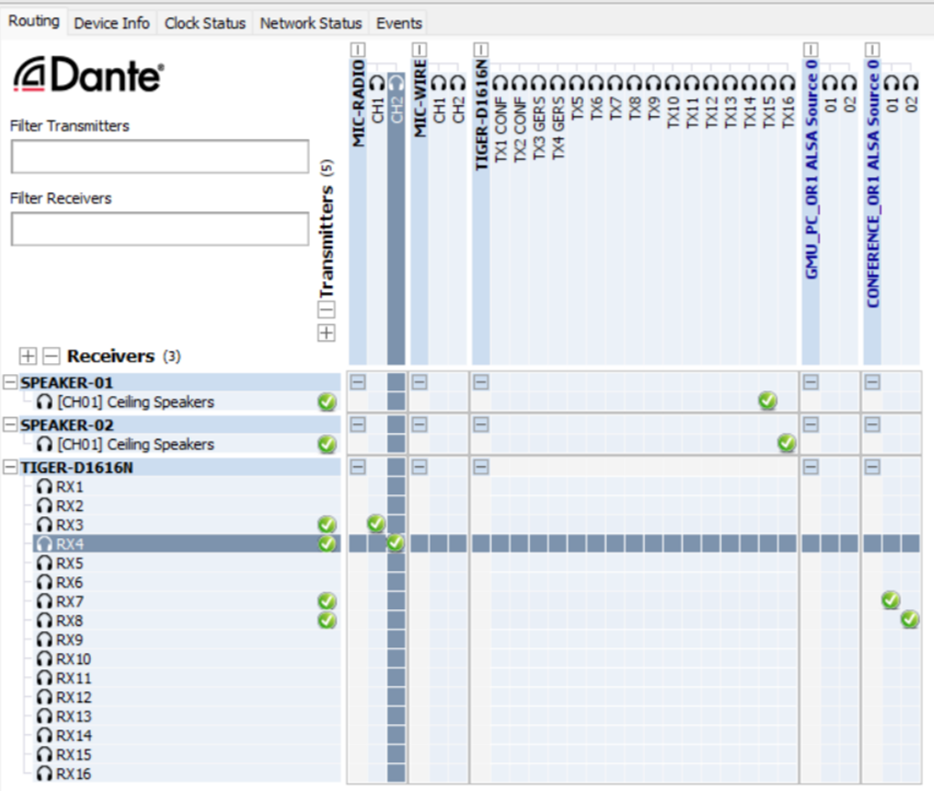 Routing Device Info Clock Status Network Status Events
Dante®
Filter Transmitters
Filter Receivers
Transmitters (5)
MIC-RADIO
CH1
CH2
MIC-WIRE
CH1
CH2
TIGER-D1616N
TX1 CONF
TX2 CONF
TX3 GERS
TX4 GERS
TX5
TX6
TX7
TX8
TX9
TX10
TX11
TX12
TX13
TX14
TX15
TX16
GMU_PC_OR1 ALSA Source 0
01
02
CONFERENCE_OR1 ALSA Source 0
01
02
Receivers (3)
SPEAKER-01
[CH01] Ceiling Speakers
SPEAKER-02
[CH01] Ceiling Speakers
TIGER-D1616N
RX1
RX2
RX3
RX4
RX5
RX6
RX7
RX8
RX9
RX10
RX11
RX12
RX13
RX14
RX15
RX16